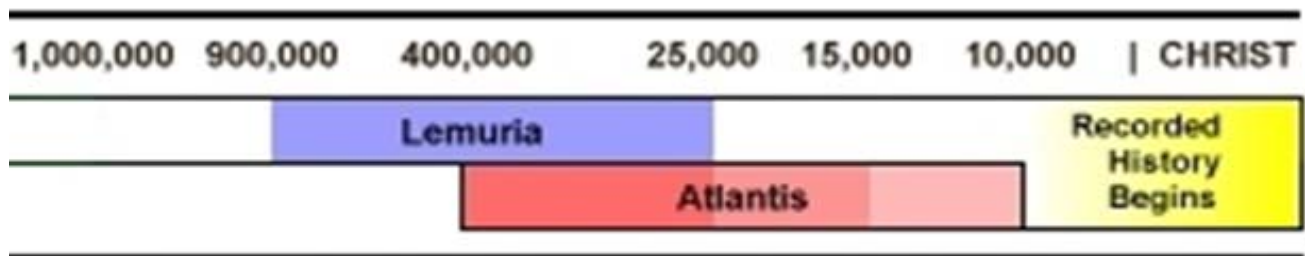 1,000,000 900,000 400,000 25,000 15,000 10,000 | CHRIST
Lemuria
Atlantis
Recorded
History
Begins